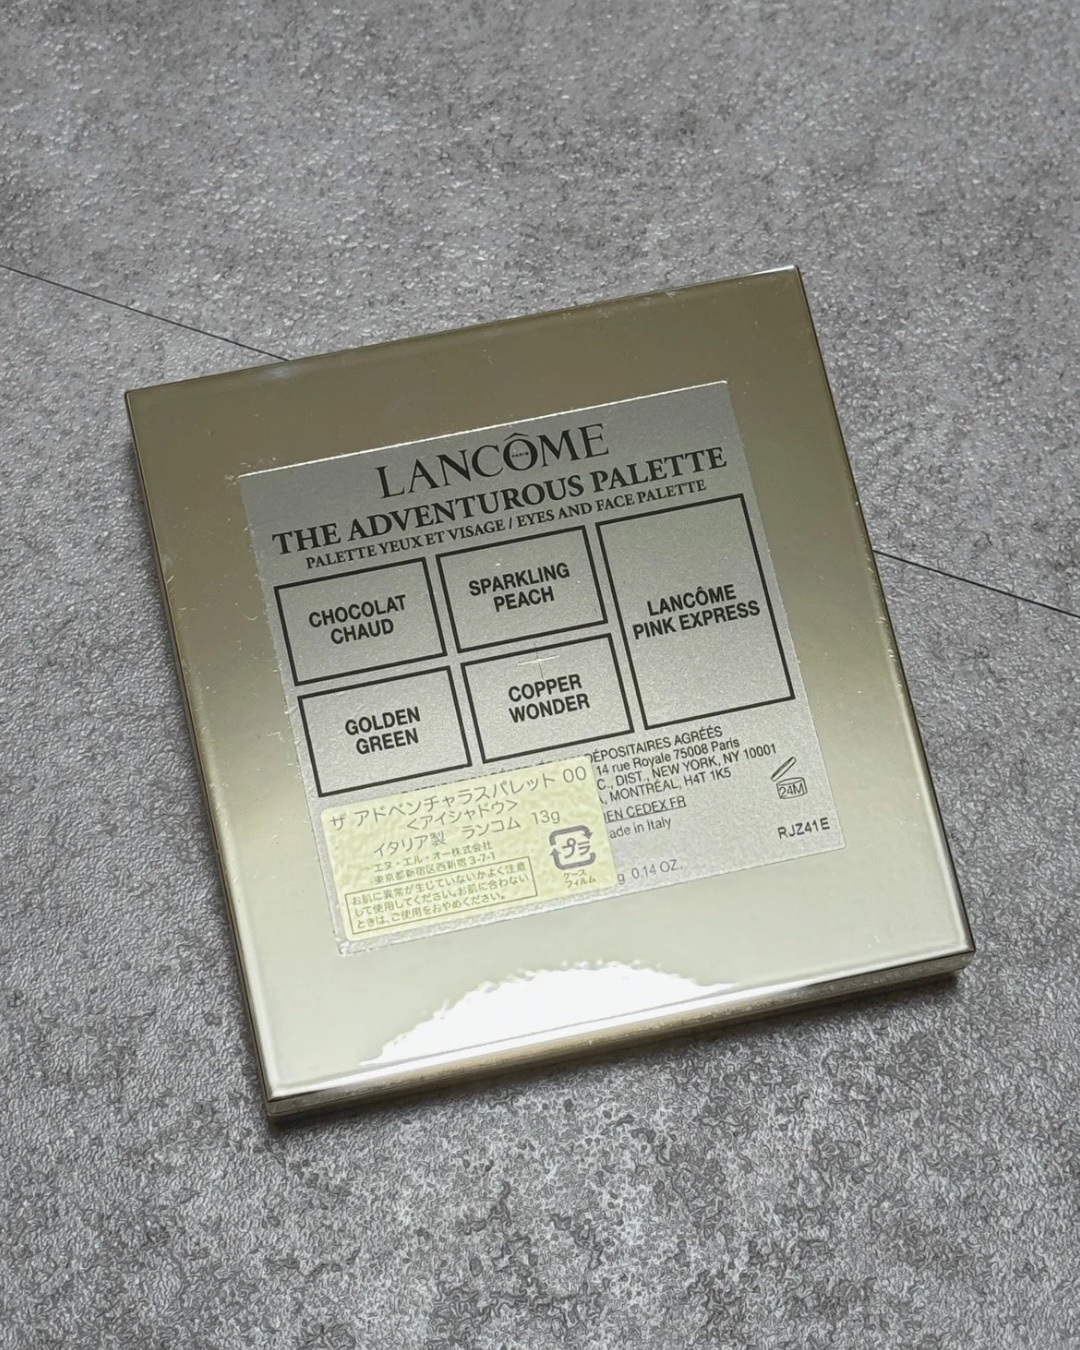 LANCÔME
THE ADVENTUROUS PALETTE
PALETTE YEUX ET VISAGE / EYES AND FACE PALETTE
CHOCOLAT
CHAUD
SPARKLING
PEACH
LANCÔME
PINK EXPRESS
GOLDEN
GREEN
COPPER
WONDER
DÉPOSITAIRES AGRÉÉS
14 rue Royale 75008 Paris
C., DIST., NEW YORK, NY 10001
, MONTRÉAL, H4T 1K5
IEN CEDEX FR
ade in Italy
24M
RJZ41E
g 0.14 OZ.
ザ アドベンチャラスパレット 00
<アイシャドウ>
イタリア製 ランコム 13g
エヌ・エル・オー株式会社
東京都新宿区西新宿 3-7-1
お肌に異常が生じていないかよく注意
して使用してください。お肌に合わない
ときは、ご使用をおやめください。
プラ
ケース
フィルム